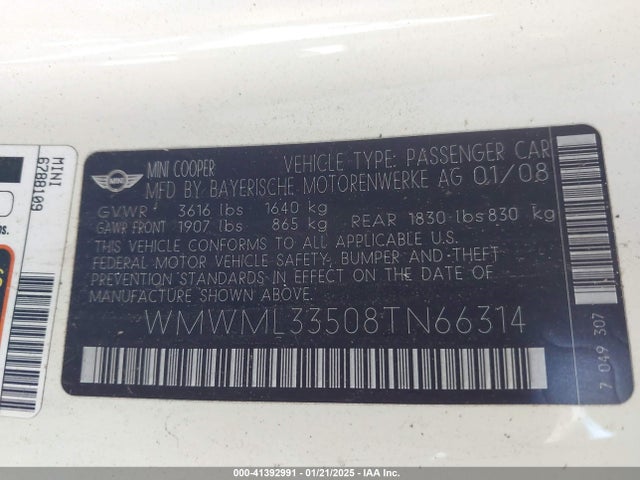 MINI COOPER VEHICLE TYPE: PASSENGER CAR
MFD BY BAYERISCHE MOTORENWERKE AG 01/08
GVWR 3616 lbs 1640 kg
GAWR FRONT 1907 lbs 865 kg REAR 1830 lbs 830 kg
THIS VEHICLE CONFORMS TO ALL APPLICABLE U.S.
FEDERAL MOTOR VEHICLE SAFETY, BUMPER AND THEFT
PREVENTION STANDARDS IN EFFECT ON THE DATE OF
MANUFACTURE SHOWN ABOVE.
WMWML33508TN66314
7 049 307
MINI
6788109
000-41392991 - 01/21/2025 - IAA Inc.